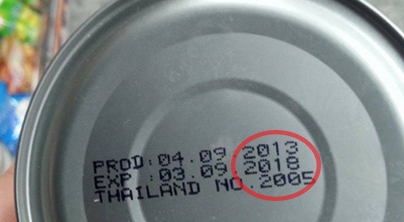 PROD:04.09 2013
EXP :03.09.2018
THAILAND NO.2005